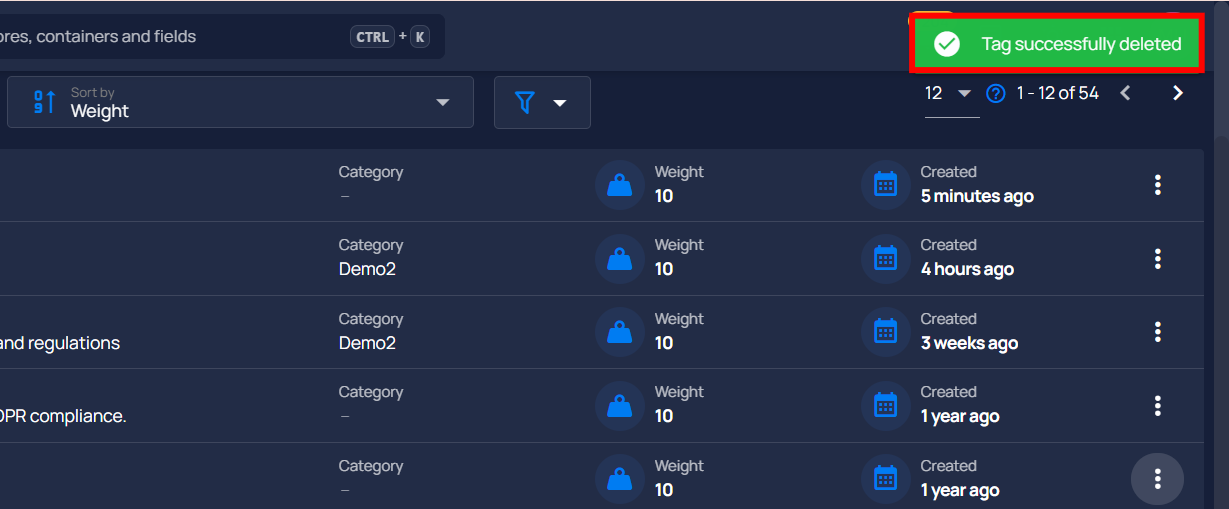 ores, containers and fields CTRL + K
Tag successfully deleted
Sort by
Weight
12 1 - 12 of 54
Category Weight Created
– 10 5 minutes ago
Category Weight Created
Demo2 10 4 hours ago
Category Weight Created
and regulations Demo2 10 3 weeks ago
Category Weight Created
DPR compliance. – 10 1 year ago
Category Weight Created
– 10 1 year ago